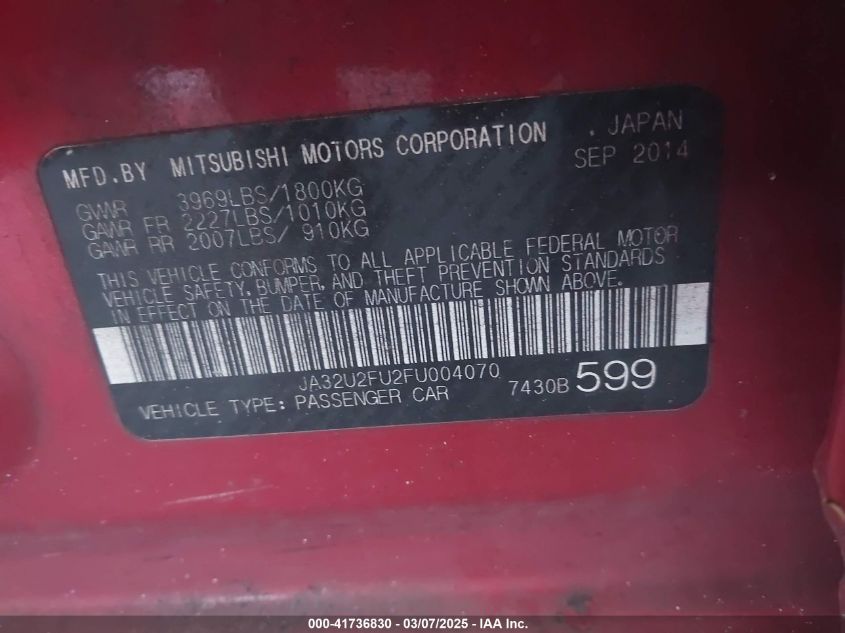 MFD.BY MITSUBISHI MOTORS CORPORATION , JAPAN
SEP 2014
GVWR 3969LBS/1800KG
GAWR FR 2227LBS/1010KG
GAWR RR 2007LBS/ 910KG
THIS VEHICLE CONFORMS TO ALL APPLICABLE FEDERAL MOTOR
VEHICLE SAFETY, BUMPER, AND THEFT PREVENTION STANDARDS
IN EFFECT ON THE DATE OF MANUFACTURE SHOWN ABOVE.
JA32U2FU2FU004070
7430B 599
VEHICLE TYPE: PASSENGER CAR
000-41736830 - 03/07/2025 - IAA Inc.